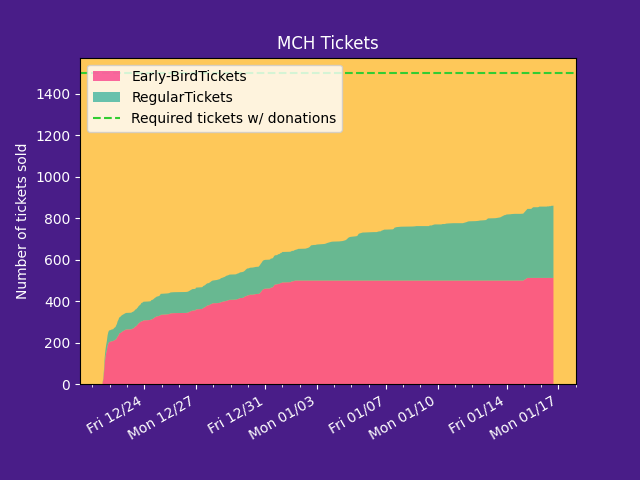 MCH Tickets
Early-BirdTickets
RegularTickets
Required tickets w/ donations
Number of tickets sold
1400
1200
1000
800
600
400
200
0
Fri 12/24
Mon 12/27
Fri 12/31
Mon 01/03
Fri 01/07
Mon 01/10
Fri 01/14
Mon 01/17